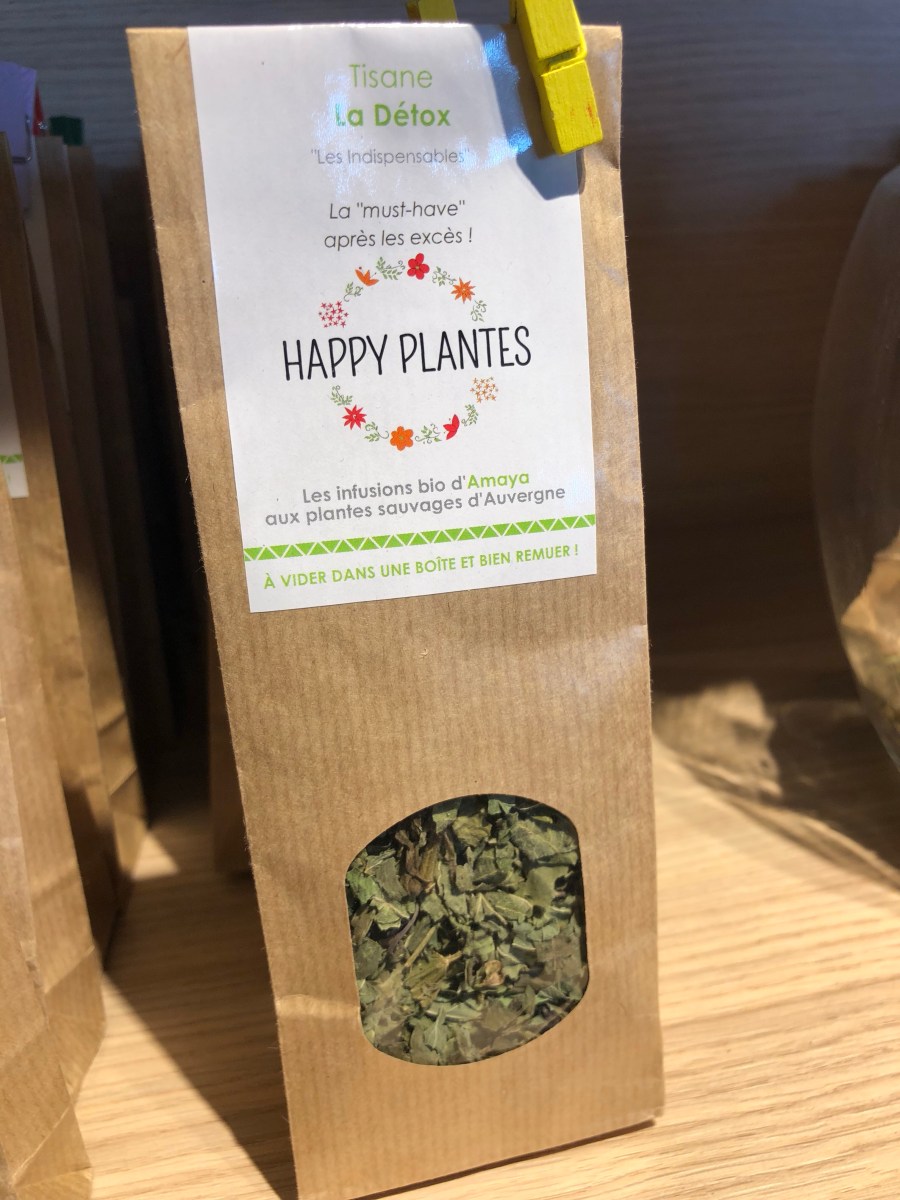 Tisane
La Détox
"Les Indispensables"
La "must-have"
après les excès !
HAPPY PLANTES
Les infusions bio d'Amaya
aux plantes sauvages d'Auvergne
À VIDER DANS UNE BOÎTE ET BIEN REMUER !